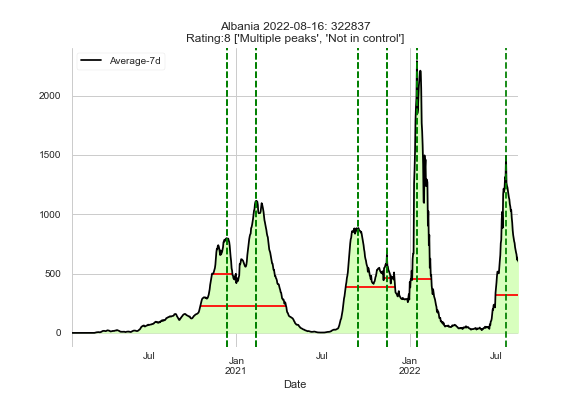 Albania 2022-08-16: 322837
Rating:8 ['Multiple peaks', 'Not in control']
Average-7d
2000
1500
1000
500
0
Jul
Jan
2021
Jul
Jan
2022
Jul
Date